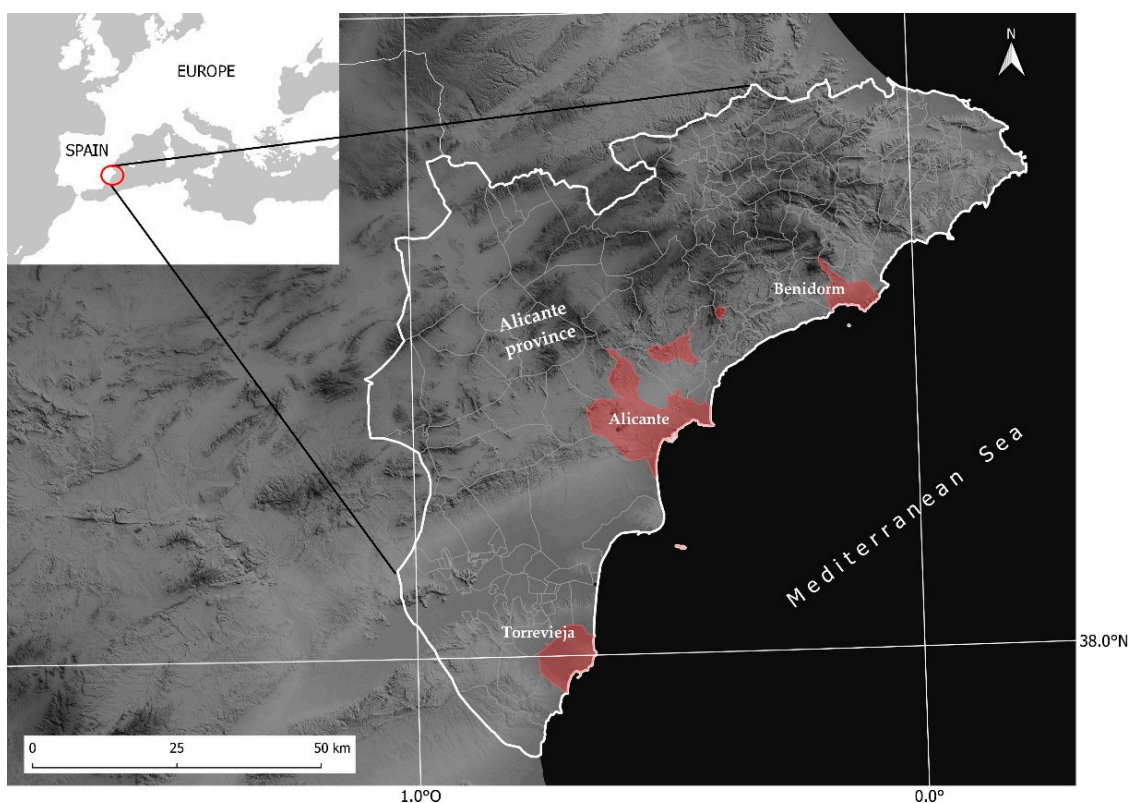 EUROPE
SPAIN
N
Benidorm
Alicante
province
Alicante
Mediterranean Sea
Torrevieja
38.0°N
0 25 50 km
1.0°O
0.0°